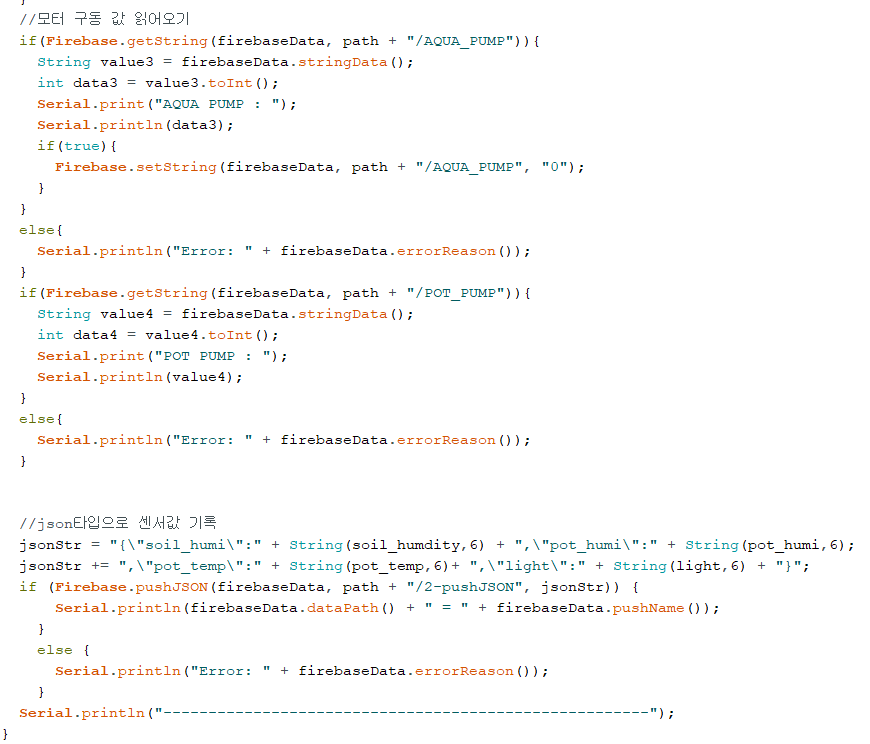 }
//모터 구동 값 읽어오기
if(Firebase.getString(firebaseData, path + "/AQUA_PUMP")){
String value3 = firebaseData.stringData();
int data3 = value3.toInt();
Serial.print("AQUA PUMP : ");
Serial.println(data3);
if(true){
Firebase.setString(firebaseData, path + "/AQUA_PUMP", "0");
}
}
else{
Serial.println("Error: " + firebaseData.errorReason());
}
if(Firebase.getString(firebaseData, path + "/POT_PUMP")){
String value4 = firebaseData.stringData();
int data4 = value4.toInt();
Serial.print("POT PUMP : ");
Serial.println(value4);
}
else{
Serial.println("Error: " + firebaseData.errorReason());
}
//json타입으로 센서값 기록
jsonStr = "{\"soil_humi\":" + String(soil_humdity,6) + ",\"pot_humi\":" + String(pot_humi,6);
jsonStr += ",\"pot_temp\":" + String(pot_temp,6)+ ",\"light\":" + String(light,6) + "}";
if (Firebase.pushJSON(firebaseData, path + "/2-pushJSON", jsonStr)) {
Serial.println(firebaseData.dataPath() + " = " + firebaseData.pushName());
}
else {
Serial.println("Error: " + firebaseData.errorReason());
}
Serial.println("------------------------------------------------------");
}